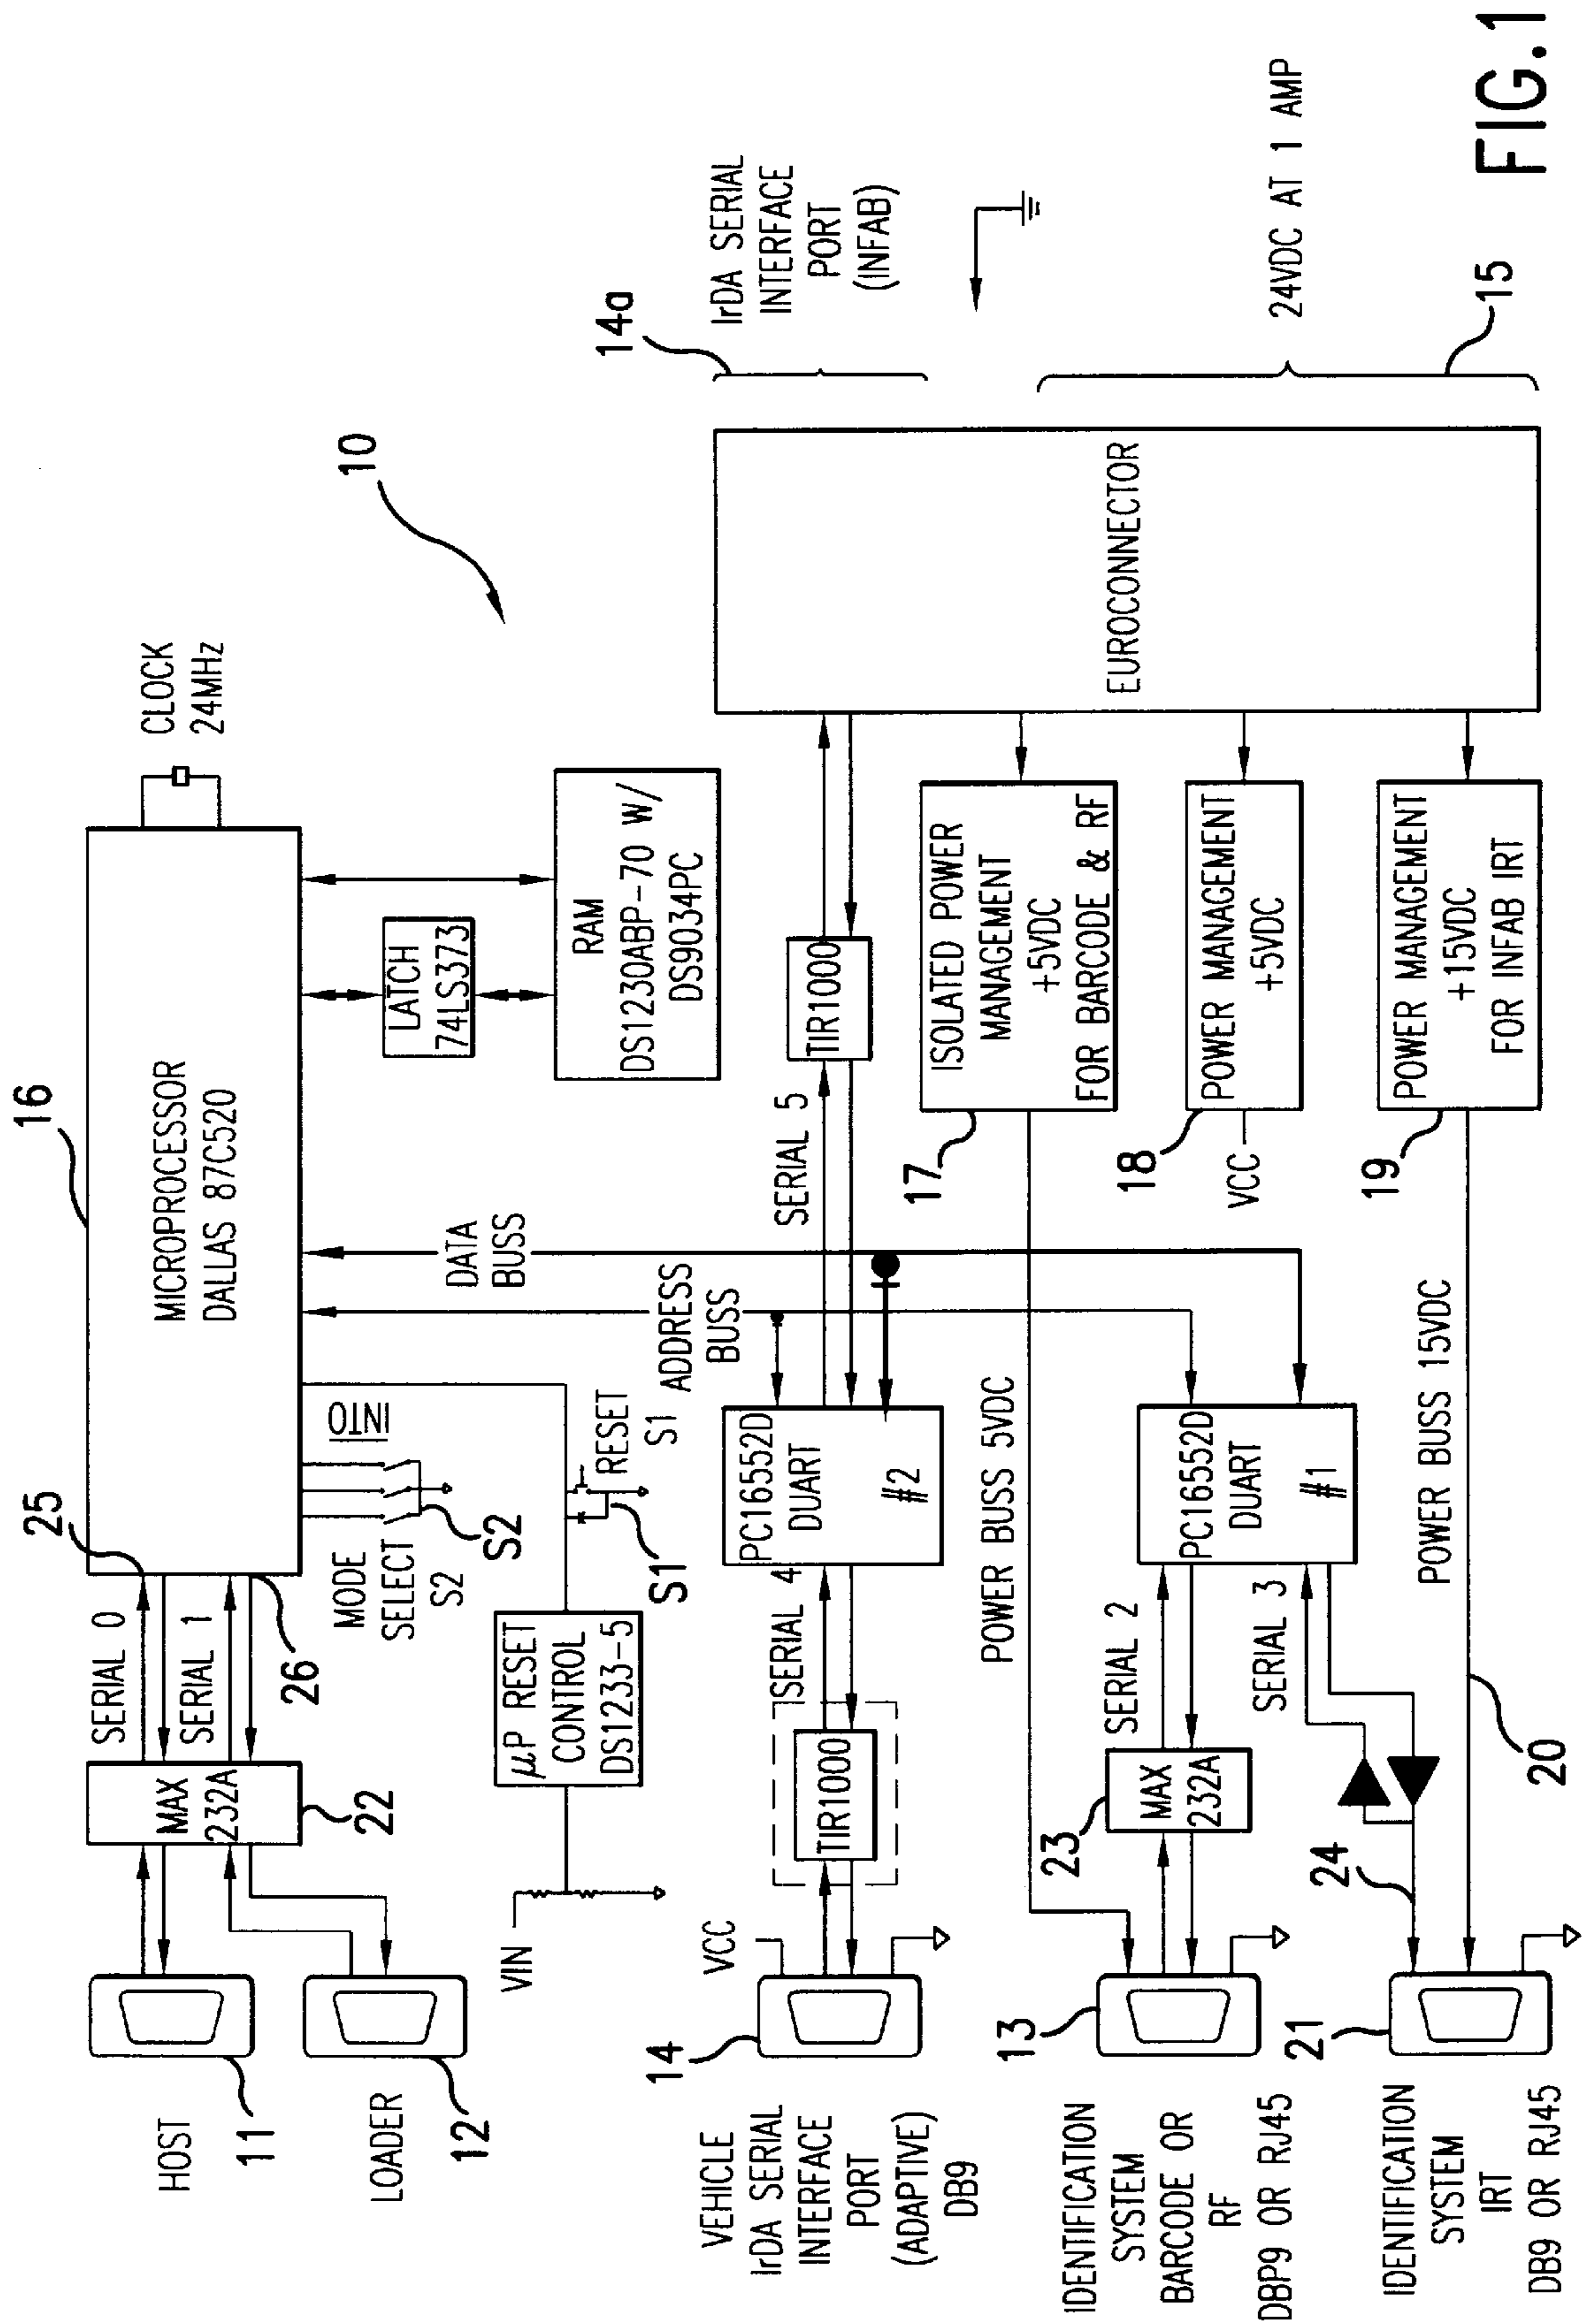 HOST
11
LOADER
12
MAX
232A
22
SERIAL 0
SERIAL 1
25
26
16
MICROPROCESSOR
DALLAS 87C520
CLOCK
24MHz
MODE
SELECT
S2
S2
INTO
VIN
µP RESET
CONTROL
DS1233-5
RESET
S1
S1
DATA
BUSS
ADDRESS
BUSS
LATCH
74LS373
RAM
DS1230ABP-70 W/
DS9034PC
10
VEHICLE
IrDA SERIAL
INTERFACE
PORT
(ADAPTIVE)
DB9
14
VCC
TIR1000
SERIAL 4
PC16552D
DUART
#2
SERIAL 5
TIR1000
EUROCONNECTOR
14a
IrDA SERIAL
INTERFACE
PORT
(INFAB)
ISOLATED POWER
MANAGEMENT
+5VDC
FOR BARCODE & RF
17
POWER MANAGEMENT
+5VDC
18
VCC
POWER MANAGEMENT
+15VDC
FOR INFAB IRT
19
24VDC AT 1 AMP
15
POWER BUSS 5VDC
IDENTIFICATION
SYSTEM
BARCODE OR
RF
DBP9 OR RJ45
13
23
MAX
232A
SERIAL 2
SERIAL 3
PC16552D
DUART
#1
POWER BUSS 15VDC
IDENTIFICATION
SYSTEM
IRT
DB9 OR RJ45
21
24
20
FIG.1